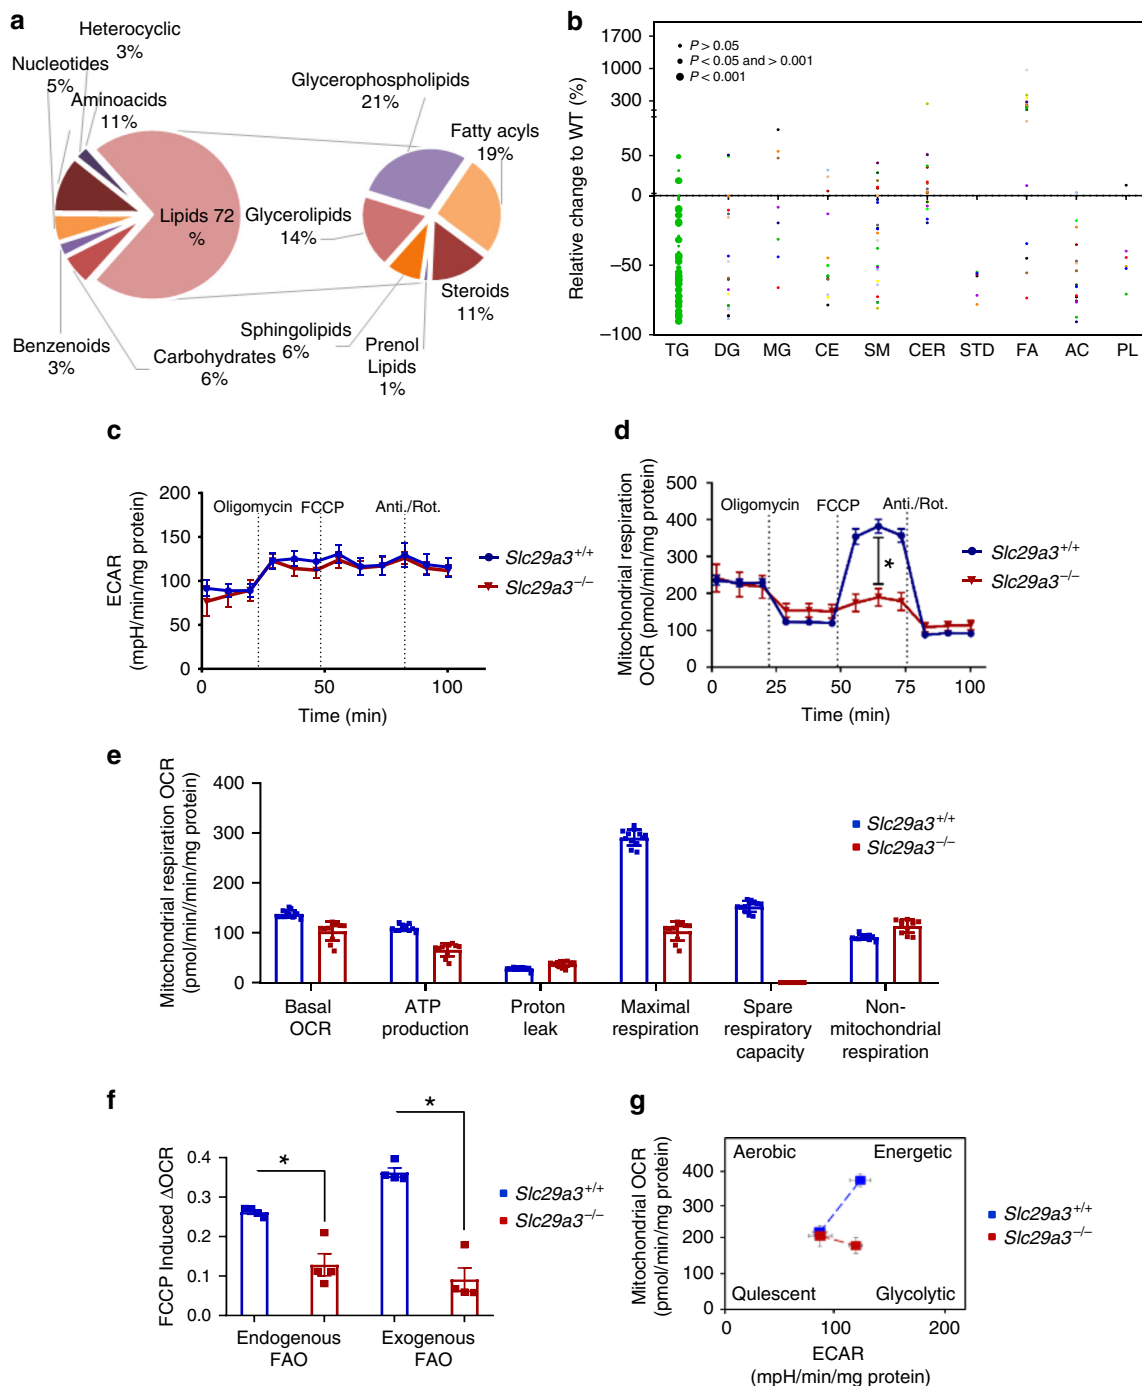 a
Heterocyclic
3%
Nucleotides
5%
Aminoacids
11%
Lipids 72
%
Benzenoids
3%
Carbohydrates
6%
Glycerophospholipids
21%
Fatty acyls
19%
Glycerolipids
14%
Steroids
11%
Sphingolipids
6%
Prenol
Lipids
1%
b
Relative change to WT (%)
1700
1000
300
50
0
−50
−100
P > 0.05
P < 0.05 and > 0.001
P < 0.001
TG DG MG CE SM CER STD FA AC PL
c
ECAR
(mpH/min/mg protein)
200
150
100
50
0
Oligomycin FCCP Anti./Rot.
Slc29a3+/+
Slc29a3−/−
0 50 100
Time (min)
d
Mitochondrial respiration
OCR (pmol/min/mg protein)
500
400
300
200
100
0
Oligomycin FCCP Anti./Rot.
*
Slc29a3+/+
Slc29a3−/−
0 25 50 75 100
Time (min)
e
Mitochondrial respiration OCR
(pmol/min//min/mg protein)
400
300
200
100
0
Slc29a3+/+
Slc29a3−/−
Basal
OCR
ATP
production
Proton
leak
Maximal
respiration
Spare
respiratory
capacity
Non-
mitochondrial
respiration
f
FCCP Induced ΔOCR
0.4
0.3
0.2
0.1
0.0
*
*
Slc29a3+/+
Slc29a3−/−
Endogenous
FAO
Exogenous
FAO
g
Mitochondrial OCR
(pmol/min/mg protein)
400
300
200
100
0
Aerobic Energetic
Qulescent Glycolytic
Slc29a3+/+
Slc29a3−/−
0 100 200
ECAR
(mpH/min/mg protein)